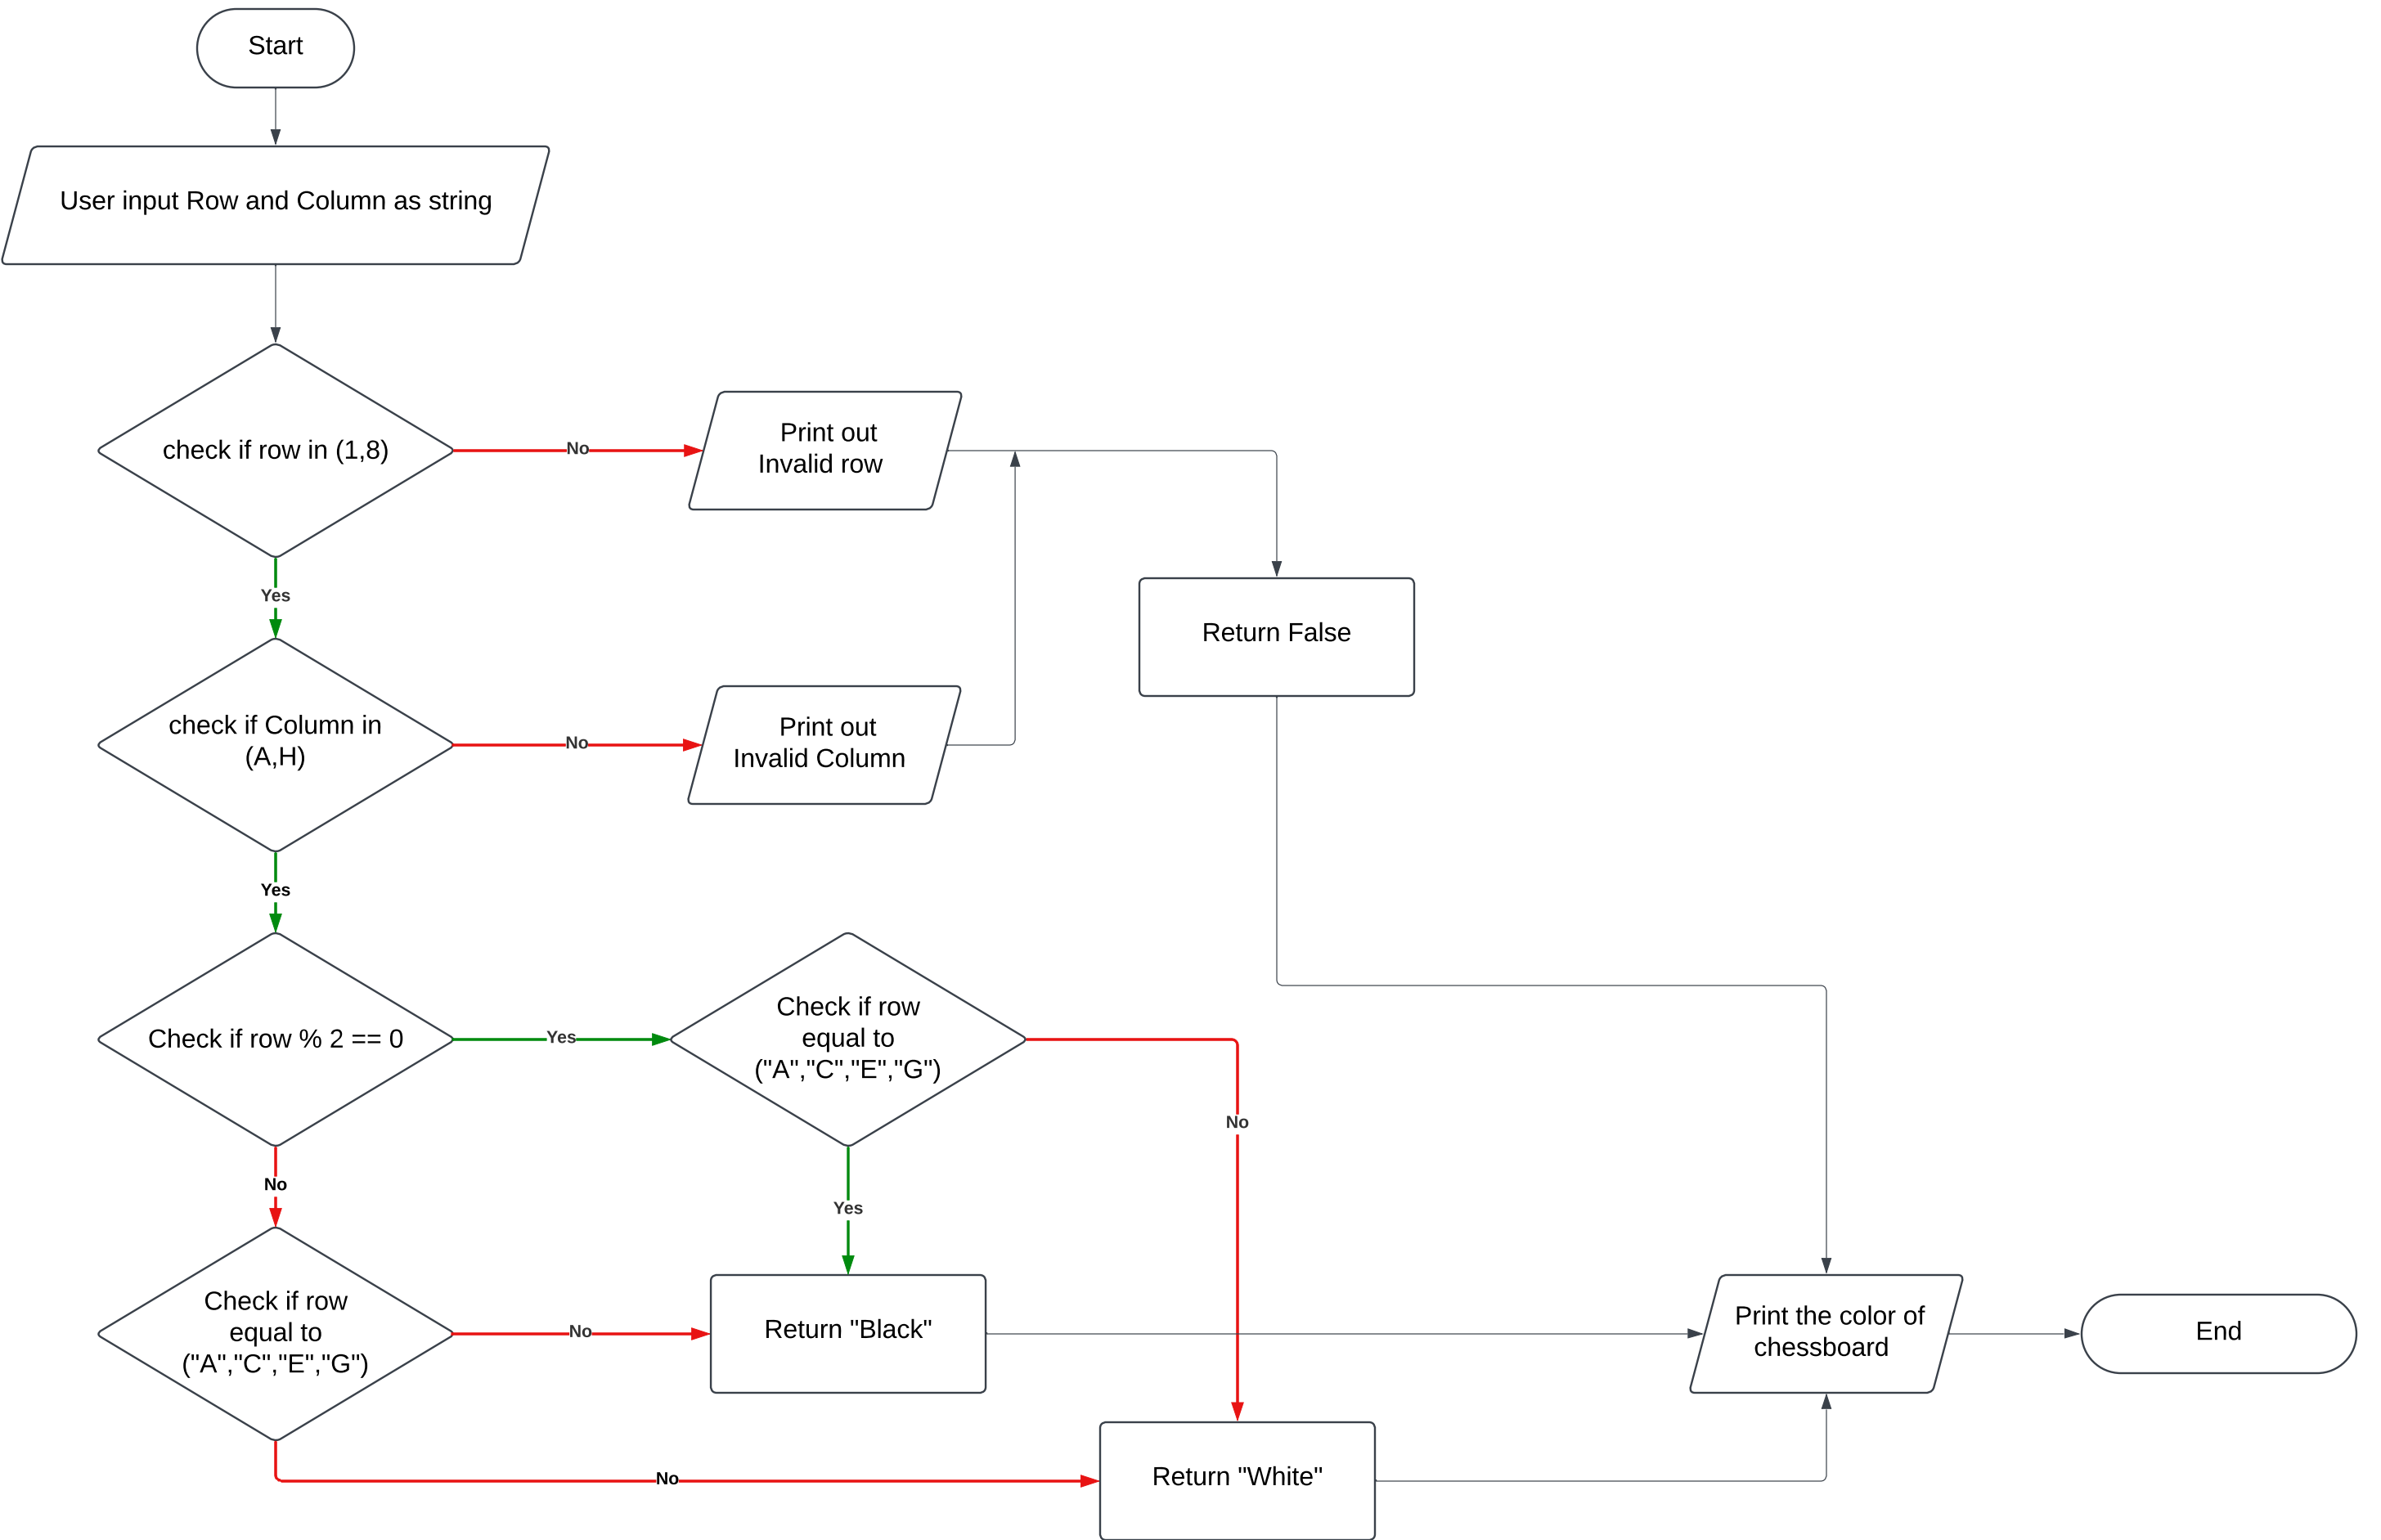 Start
User input Row and Column as string
check if row in (1,8)
No
Print out
Invalid row
Yes
Return False
check if Column in
(A,H)
No
Print out
Invalid Column
Yes
Check if row % 2 == 0
Yes
Check if row
equal to
("A","C","E","G")
No
No
Yes
Check if row
equal to
("A","C","E","G")
No
Return "Black"
Print the color of
chessboard
End
No
Return "White"